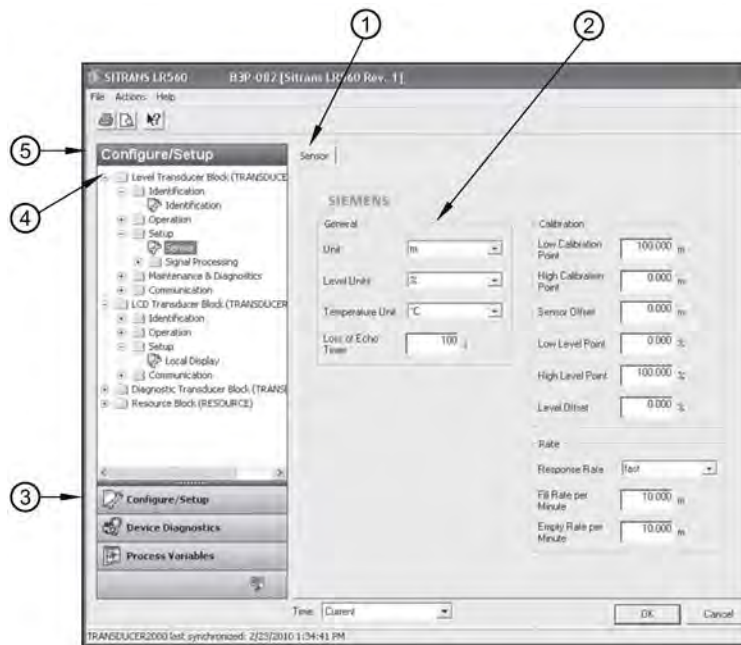 1
2
SITRANS LR560 B3P-002 [Sitrans LR560 Rev. 1]
File Actions Help
5
Configure/Setup
Sensor
4
Level Transducer Block (TRANSDUCE
Identification
Identification
Operation
Setup
Sensor
Signal Processing
Maintenance & Diagnostics
Communication
LCD Transducer Block (TRANSDUCER
Identification
Operation
Setup
Local Display
Communication
Diagnostic Transducer Block (TRANS
Resource Block (RESOURCE)
SIEMENS
General
Unit m
Level Units %
Temperature Unit °C
Loss of Echo
Timer 100
Calibration
Low Calibration
Point 100.000 m
High Calibration
Point 0.000 m
Sensor Offset 0.000 m
Low Level Point 0.000 %
High Level Point 100.000 %
Level Offset 0.000 %
Rate
Response Rate fast
Fill Rate per
Minute 10.000 m
Empty Rate per
Minute 10.000 m
3
Configure/Setup
Device Diagnostics
Process Variables
Time: Current
OK Cancel
TRANSDUCER2000 last synchronized: 2/23/2010 1:34:41 PM